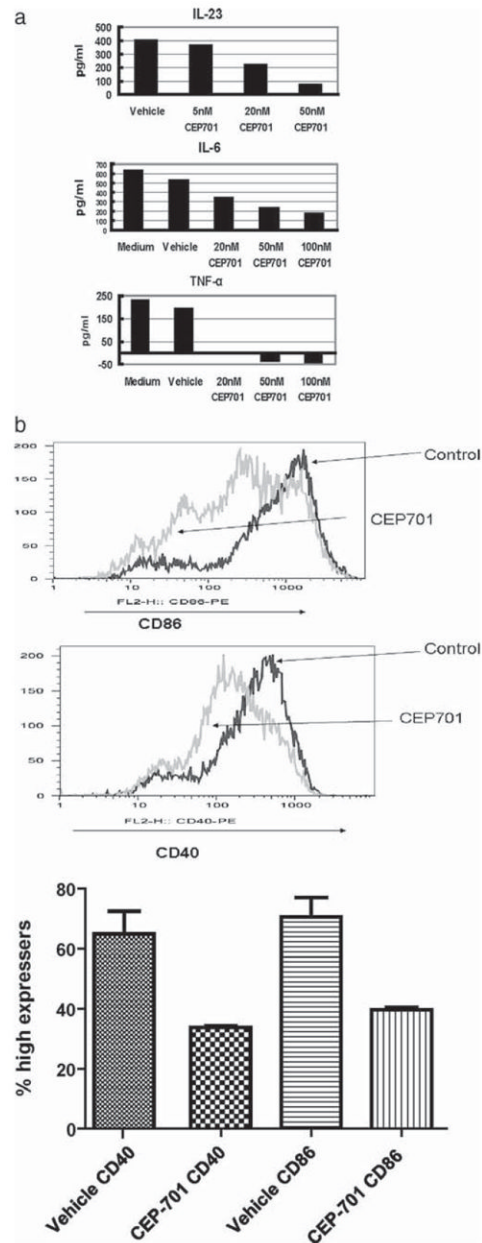 a
IL-23
pg/ml
500
400
300
200
100
0
Vehicle 5nM 20nM 50nM
CEP701 CEP701 CEP701
IL-6
pg/ml
700
600
500
400
300
200
100
0
Medium Vehicle 20nM 50nM 100nM
CEP701 CEP701 CEP701
TNF-α
pg/ml
250
150
50
-50
Medium Vehicle 20nM 50nM 100nM
CEP701 CEP701 CEP701
b
200
150
100
50
0
Control
CEP701
1 10 100 1000
FL2-H:: CD86-PE
CD86
200
150
100
50
0
Control
CEP701
1 10 100 1000
FL2-H:: CD40-PE
CD40
% high expressers
80
60
40
20
0
Vehicle CD40
CEP-701 CD40
Vehicle CD86
CEP-701 CD86